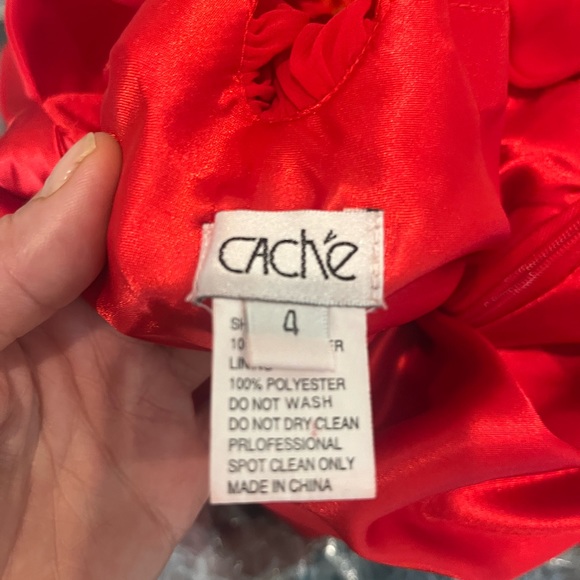 caché
4
100% POLYESTER
DO NOT WASH
DO NOT DRY CLEAN
PRLOFESSIONAL
SPOT CLEAN ONLY
MADE IN CHINA